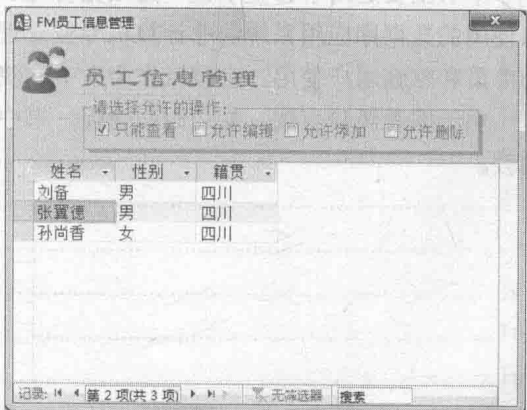 FM员工信息管理
员工信息管理
请选择允许的操作:
只能查看 允许编辑 允许添加 允许删除
姓名 性别 籍贯
刘备 男 四川
张翼德 男 四川
孙尚香 女 四川
记录: 第 2 项(共 3 项) 无筛选器 搜索